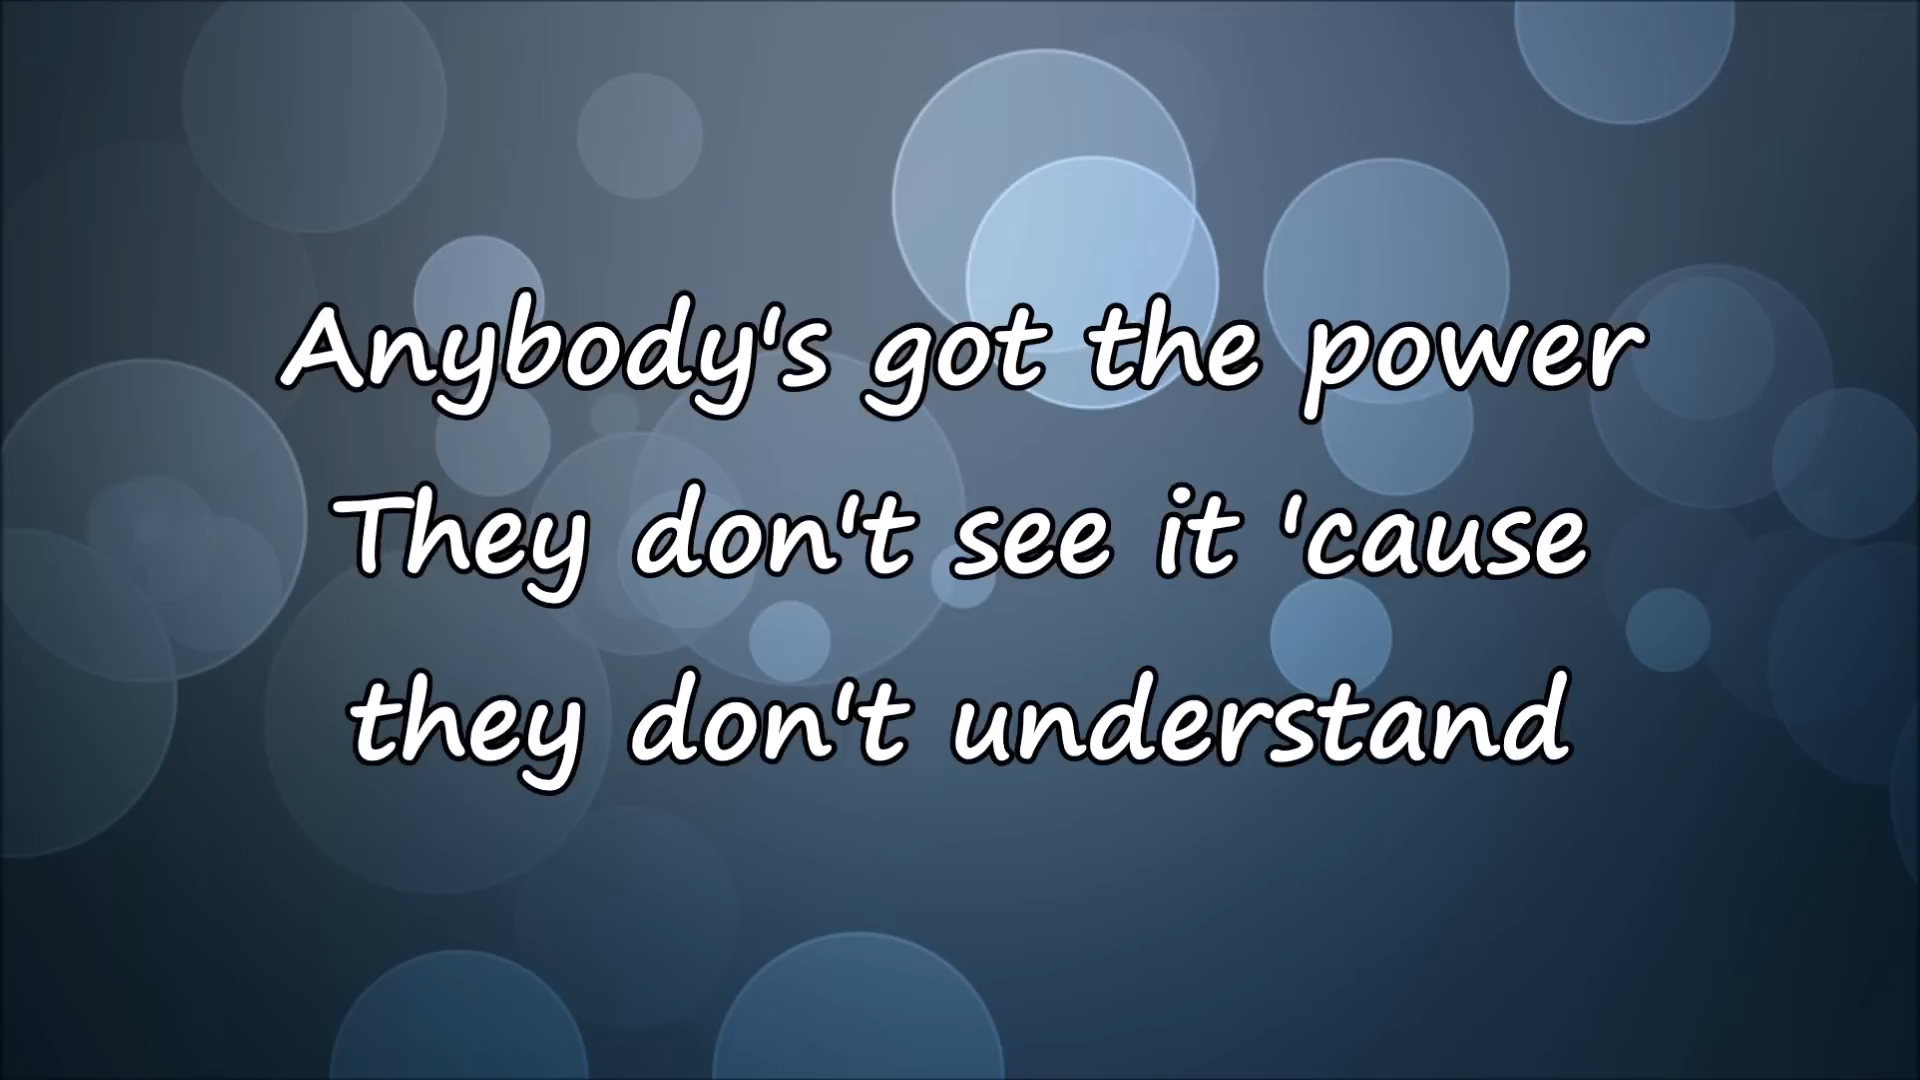 Anybody's got the power
They don't see it 'cause
they don't understand